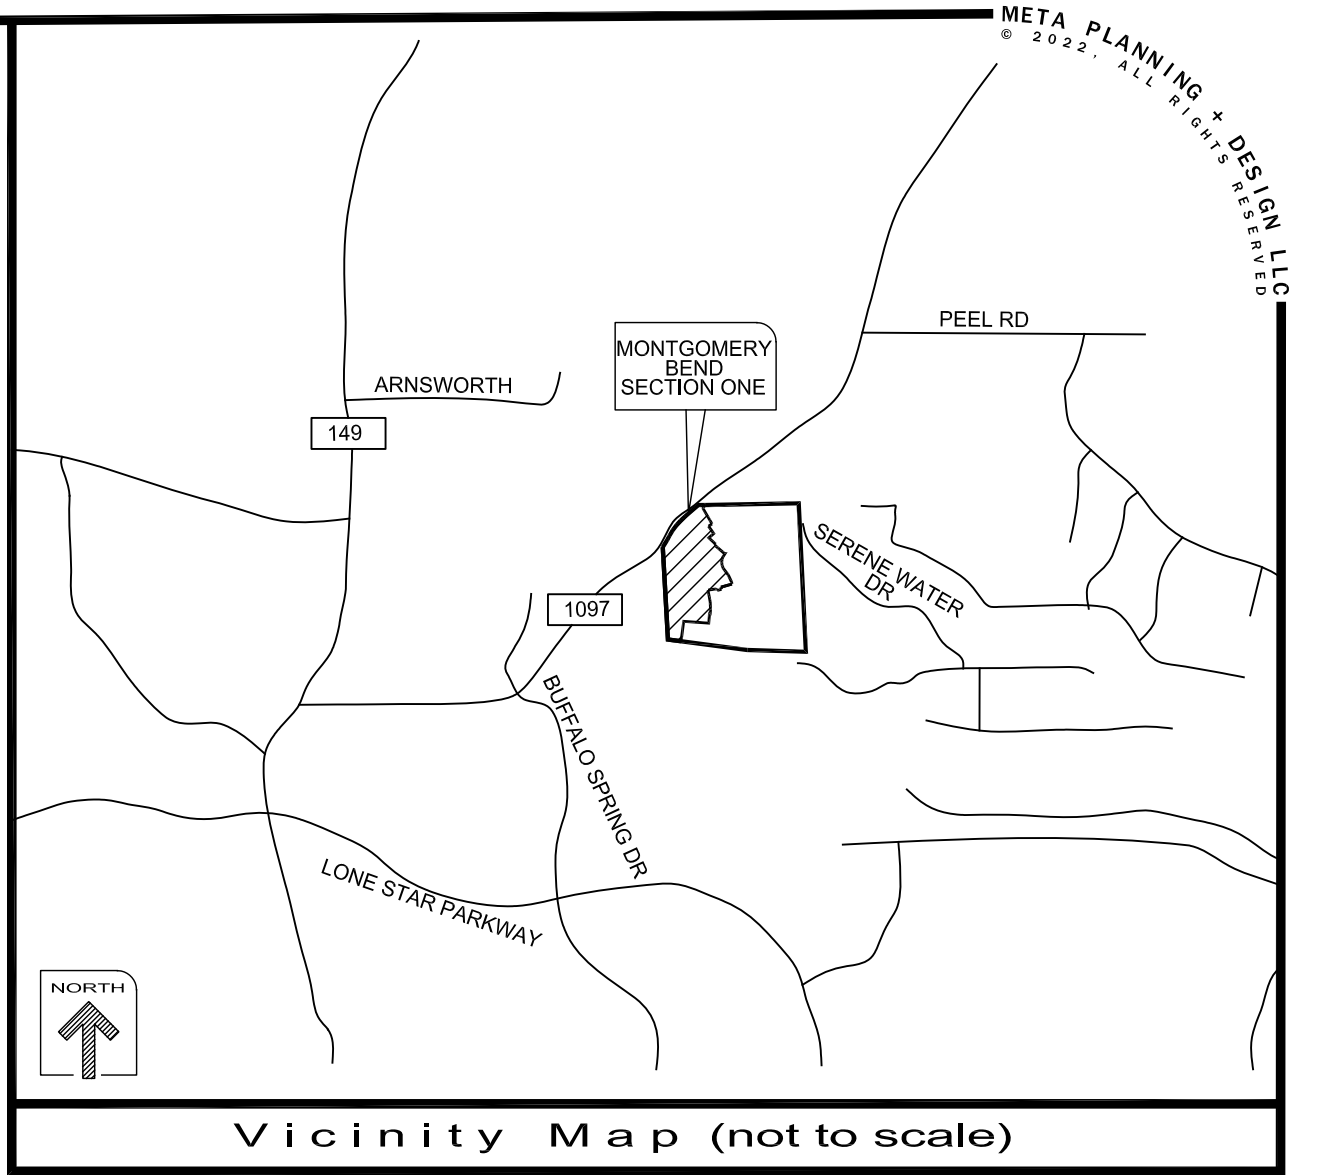 META PLANNING + DESIGN LLC
© 2022, ALL RIGHTS RESERVED
PEEL RD
MONTGOMERY
BEND
SECTION ONE
ARNSWORTH
149
SERENE WATER
DR
1097
BUFFALO SPRING DR
LONE STAR PARKWAY
NORTH
Vicinity Map (not to scale)